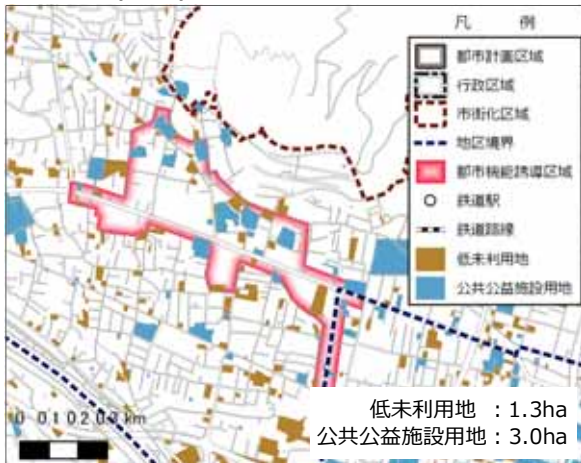 凡 例
都市計画区域
行政区域
市街化区域
地区境界
都市機能誘導区域
鉄道駅
鉄道路線
低未利用地
公共公益施設用地
低未利用地 ：1.3ha
公共公益施設用地：3.0ha